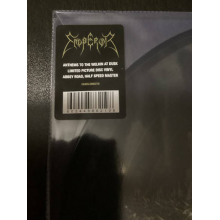 EMPEROR
ANTHEMS TO THE WELKIN AT DUSK
LIMITED PICTURE DISC VINYL
ABBEY ROAD HALF SPEED MASTER